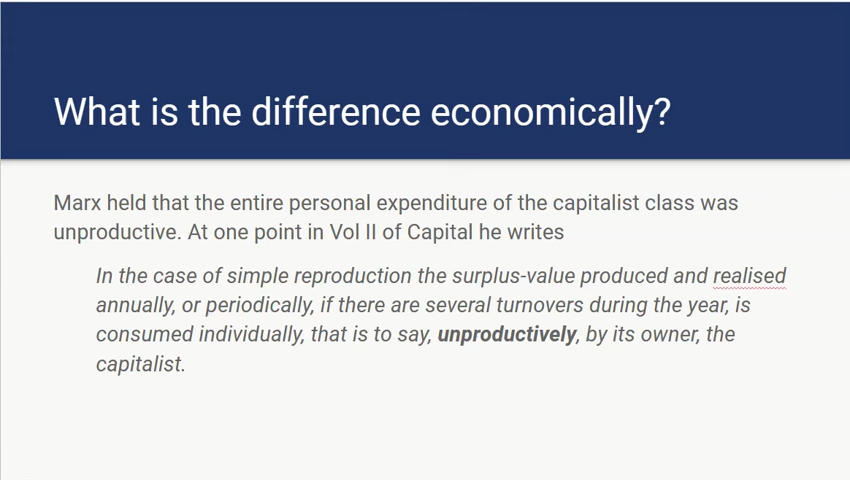 What is the difference economically?
Marx held that the entire personal expenditure of the capitalist class was
unproductive. At one point in Vol II of Capital he writes
In the case of simple reproduction the surplus-value produced and realised
annually, or periodically, if there are several turnovers during the year, is
consumed individually, that is to say, unproductively, by its owner, the
capitalist.